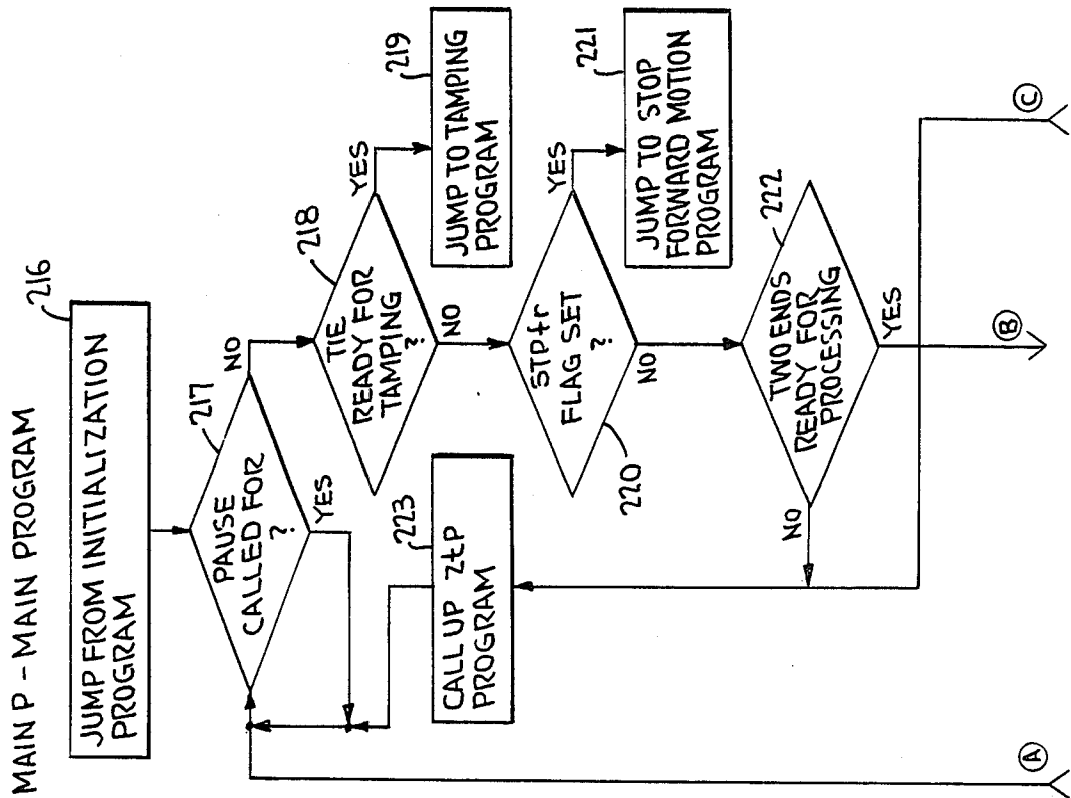 MAIN P - MAIN PROGRAM
216
JUMP FROM INITIALIZATION
PROGRAM
217
PAUSE
CALLED FOR
?
NO
YES
218
TIE
READY FOR
TAMPING
?
YES
NO
219
JUMP TO TAMPING
PROGRAM
223
CALL UP 2tP
PROGRAM
STPfr
FLAG SET
?
220
YES
NO
221
JUMP TO STOP
FORWARD MOTION
PROGRAM
222
TWO ENDS
READY FOR
PROCESSING
NO
YES
A
B
C